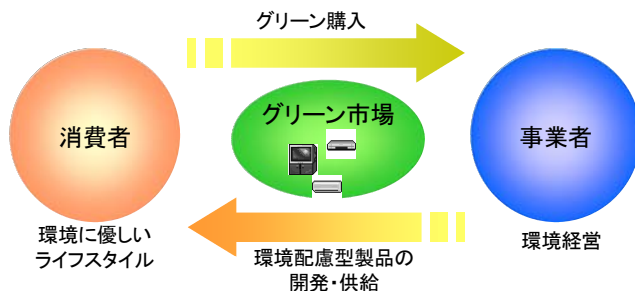 グリーン購入
消費者
グリーン市場
事業者
環境に優しい
ライフスタイル
環境配慮型製品の
開発・供給
環境経営